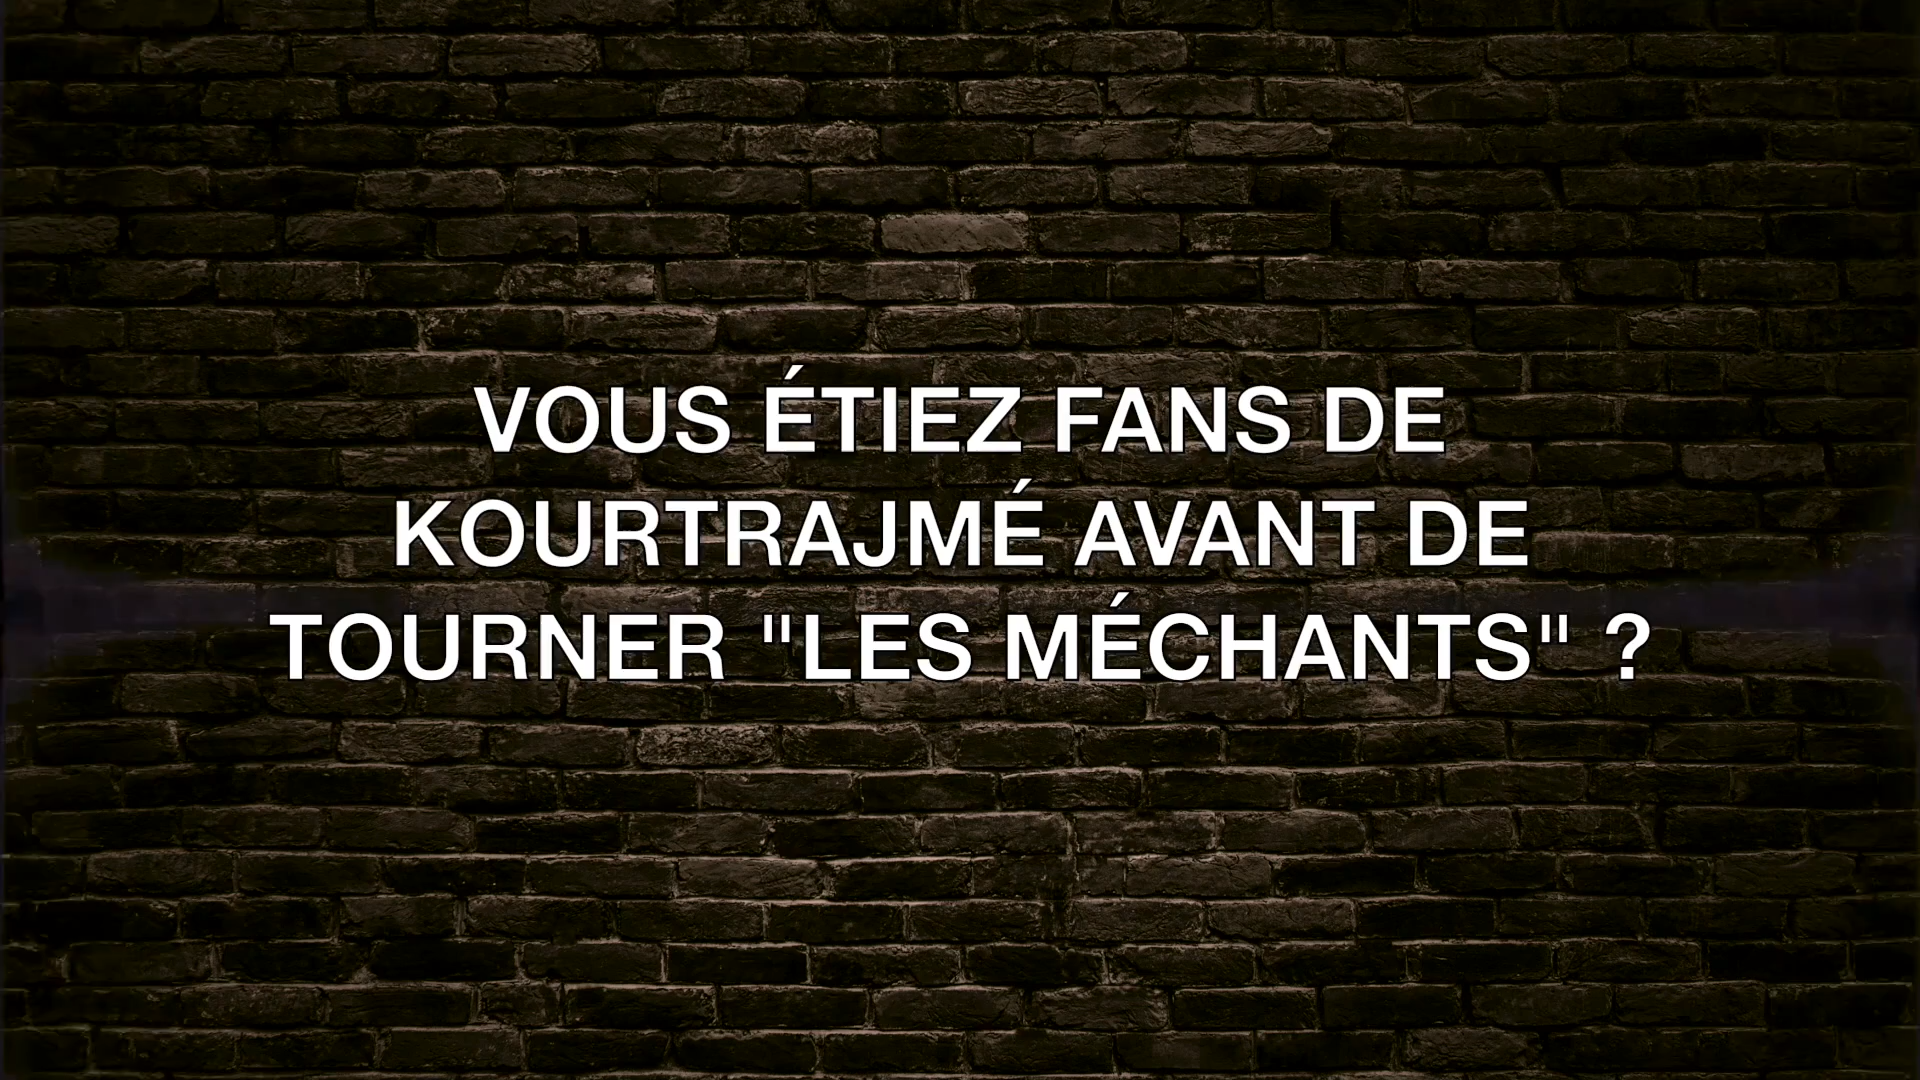 VOUS ÉTIEZ FANS DE
KOURTRAJMÉ AVANT DE
TOURNER "LES MÉCHANTS" ?